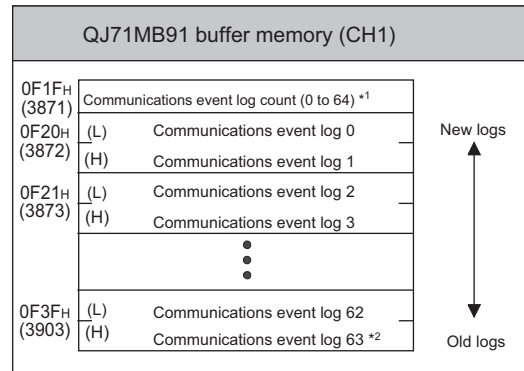 QJ71MB91 buffer memory (CH1)
0F1FH
(3871)
Communications event log count (0 to 64) *1
0F20H
(3872)
(L) Communications event log 0
(H) Communications event log 1
0F21H
(3873)
(L) Communications event log 2
(H) Communications event log 3
0F3FH
(3903)
(L) Communications event log 62
(H) Communications event log 63 *2
New logs
Old logs